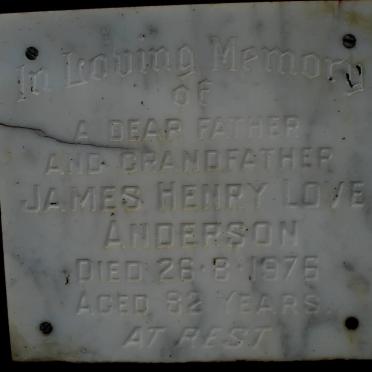 In Loving Memory
of
A DEAR FATHER
AND GRANDFATHER
JAMES HENRY LOVE
ANDERSON
DIED 26·8·1976
AGED 82 YEARS
AT REST